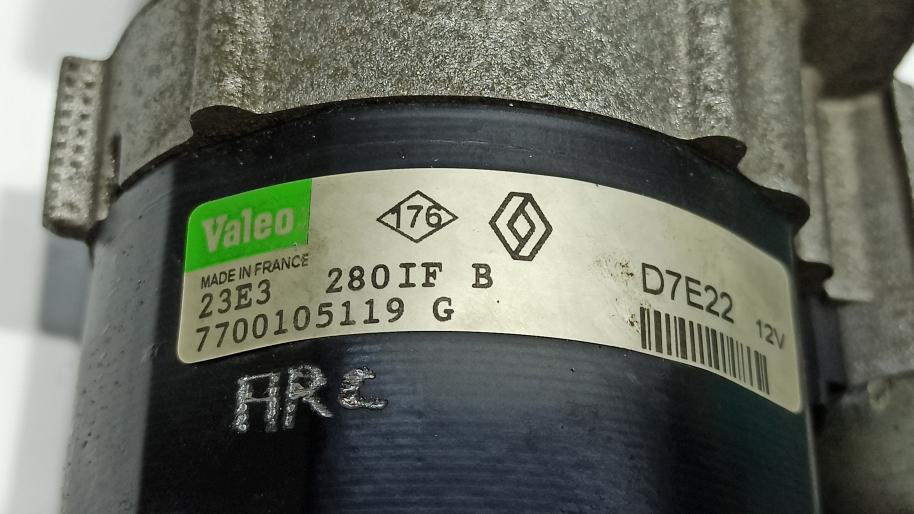 Valeo
176
MADE IN FRANCE
23E3 280IF B
7700105119 G
D7E22 12V
ARC